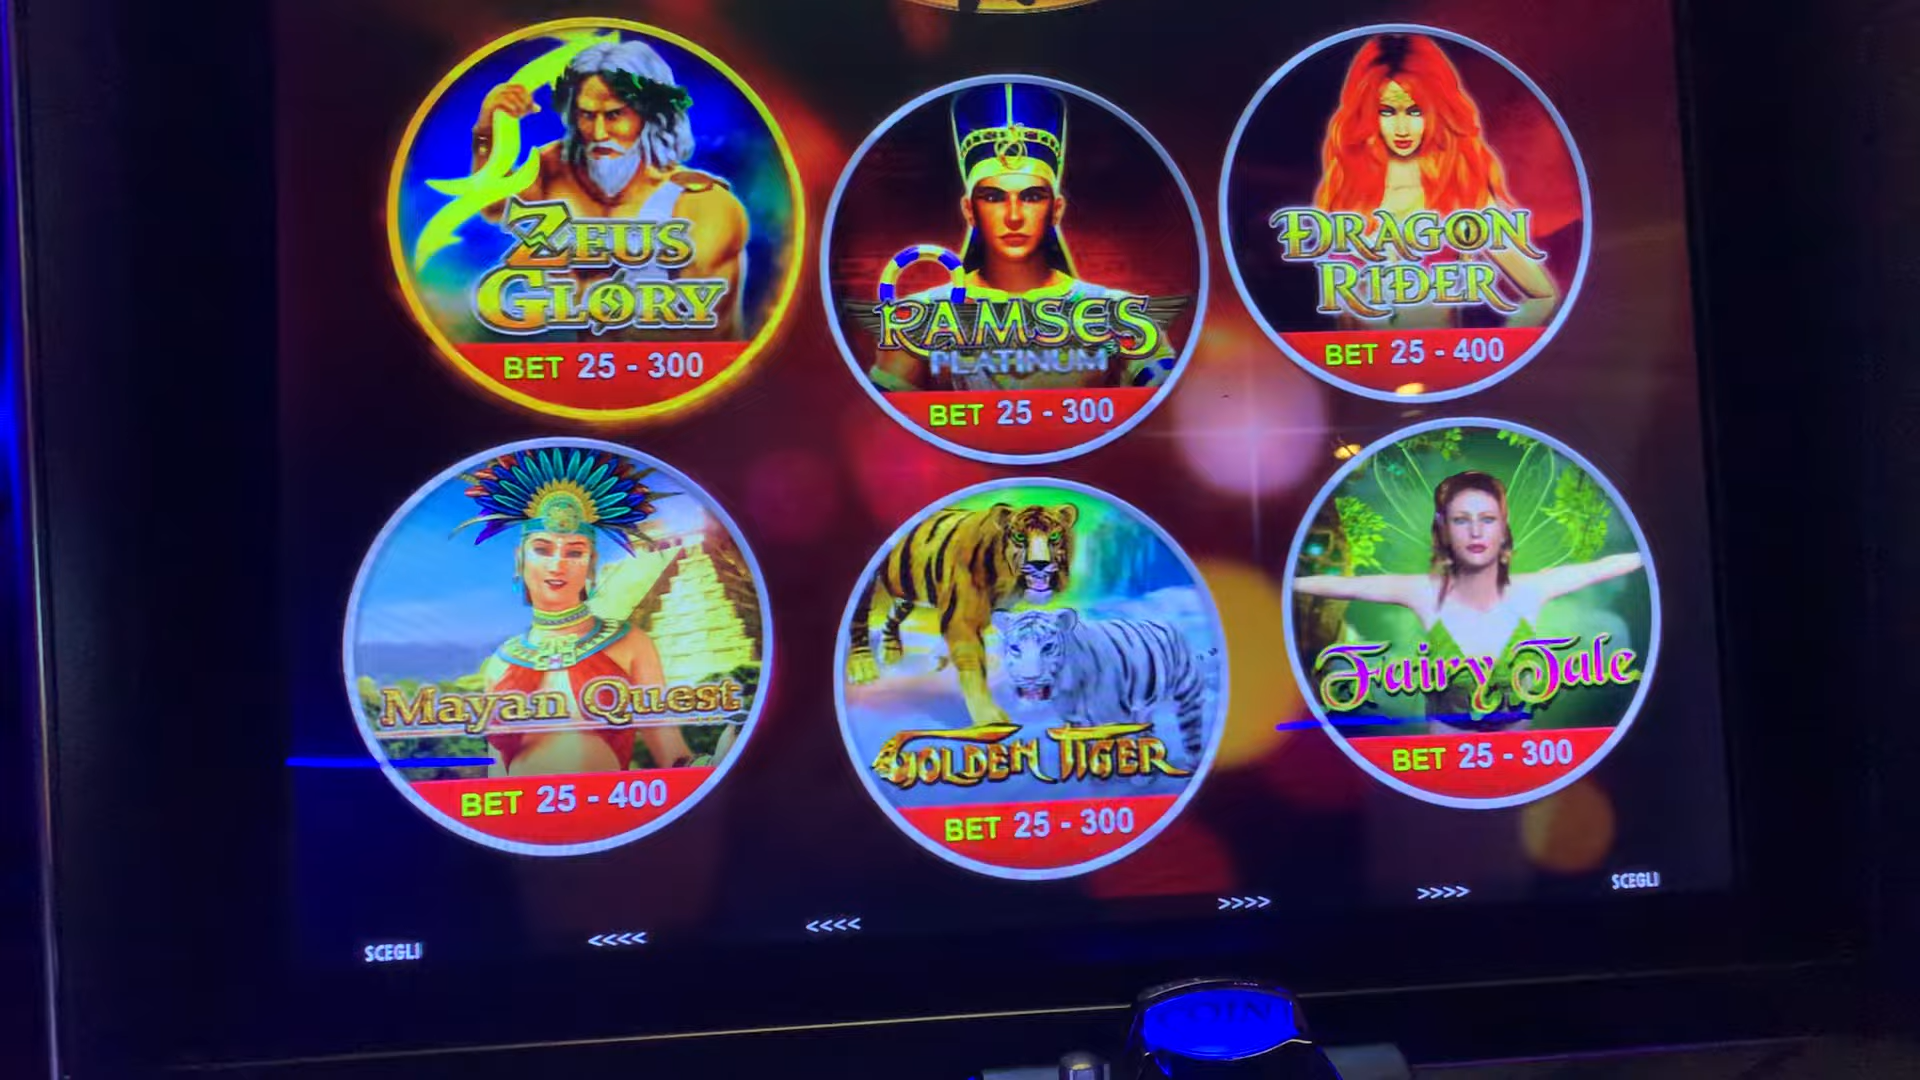 ZEUS
GLORY
BET 25 - 300
RAMSES
PLATINUM
BET 25 - 300
DRAGON
RIDER
BET 25 - 400
Mayan Quest
BET 25 - 400
GOLDEN TIGER
BET 25 - 300
Fairy Tale
BET 25 - 300
SCEGLI
<<<<
<<<<
>>>>
>>>>
SCEGLI
COIN